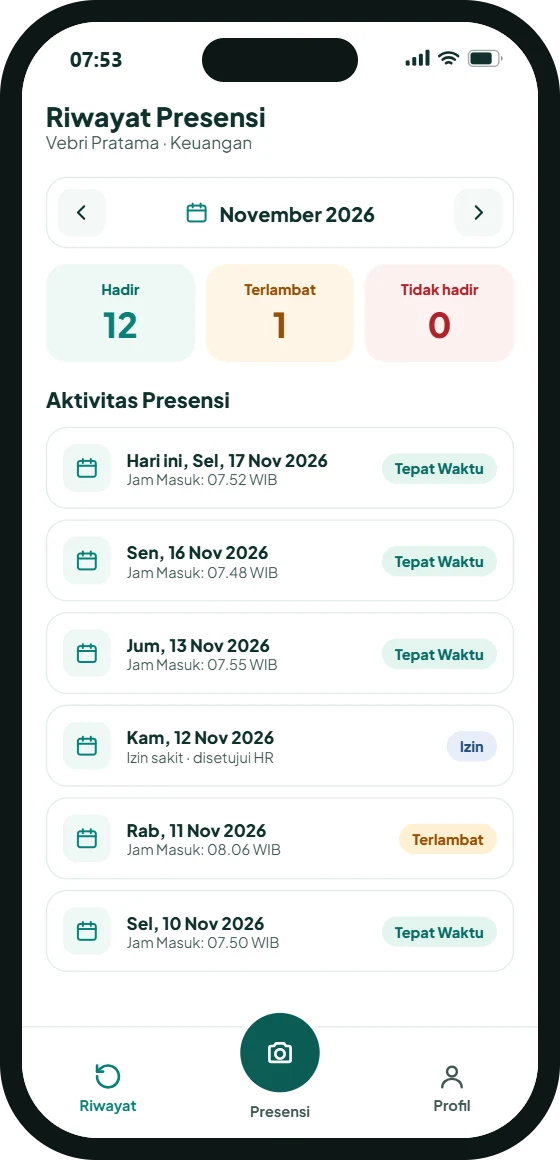 07:53
Riwayat Presensi
Vebri Pratama · Keuangan
November 2026
Hadir
12
Terlambat
1
Tidak hadir
0
Aktivitas Presensi
Hari ini, Sel, 17 Nov 2026
Jam Masuk: 07.52 WIB
Tepat Waktu
Sen, 16 Nov 2026
Jam Masuk: 07.48 WIB
Tepat Waktu
Jum, 13 Nov 2026
Jam Masuk: 07.55 WIB
Tepat Waktu
Kam, 12 Nov 2026
Izin sakit · disetujui HR
Izin
Rab, 11 Nov 2026
Jam Masuk: 08.06 WIB
Terlambat
Sel, 10 Nov 2026
Jam Masuk: 07.50 WIB
Tepat Waktu
Riwayat
Presensi
Profil